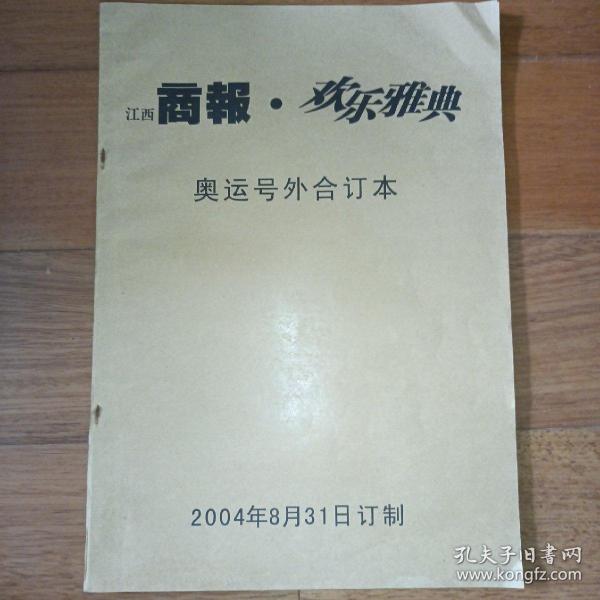 江西 商報·欢乐雅典
奥运号外合订本
2004年8月31日订制
孔夫子旧书网
www.kongfz.com